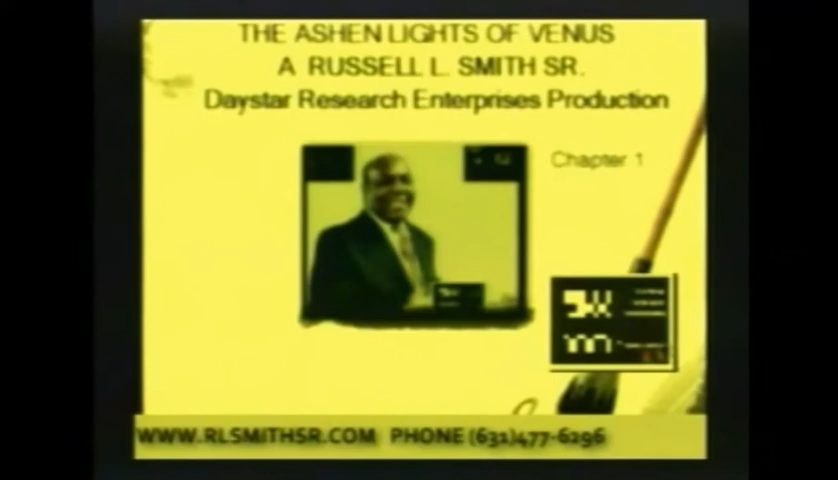 THE ASHEN LIGHTS OF VENUS
A RUSSELL L. SMITH SR.
Daystar Research Enterprises Production
Chapter 1
WWW.RLSMITHSR.COM PHONE (631)477-6296